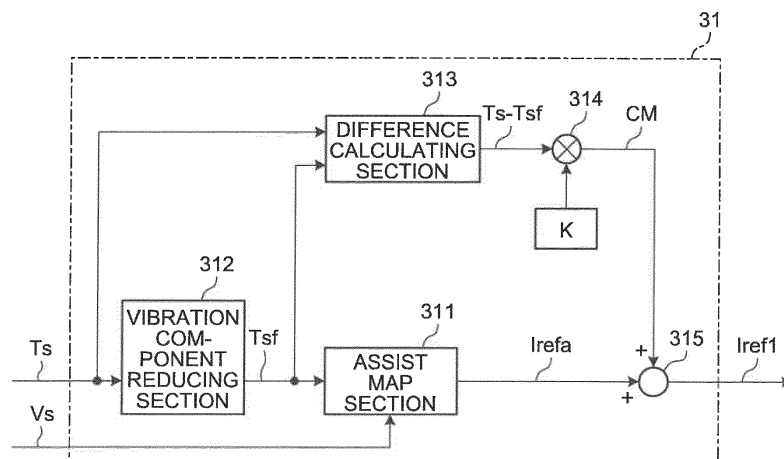 31
313
DIFFERENCE
CALCULATING
SECTION
Ts-Tsf
314
CM
K
312
VIBRATION
COM-
PONENT
REDUCING
SECTION
Ts
Tsf
311
ASSIST
MAP
SECTION
Irefa
+
+
315
Iref1
Vs